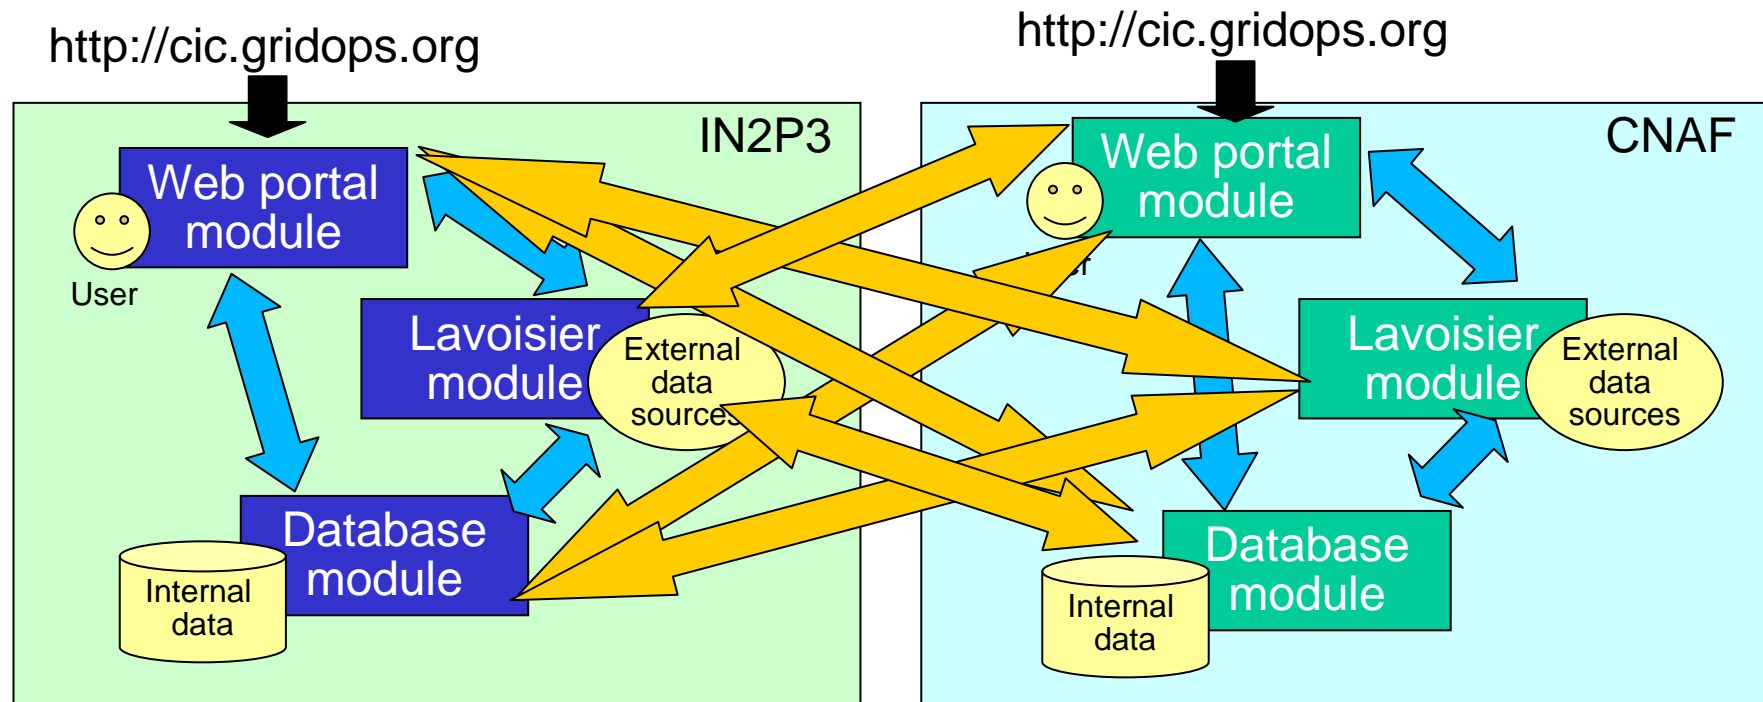 http://cic.gridops.org
IN2P3
Web portal
module
User
Lavoisier
module
External
data
sources
Database
module
Internal
data
http://cic.gridops.org
CNAF
Web portal
module
Lavoisier
module
External
data
sources
Database
module
Internal
data